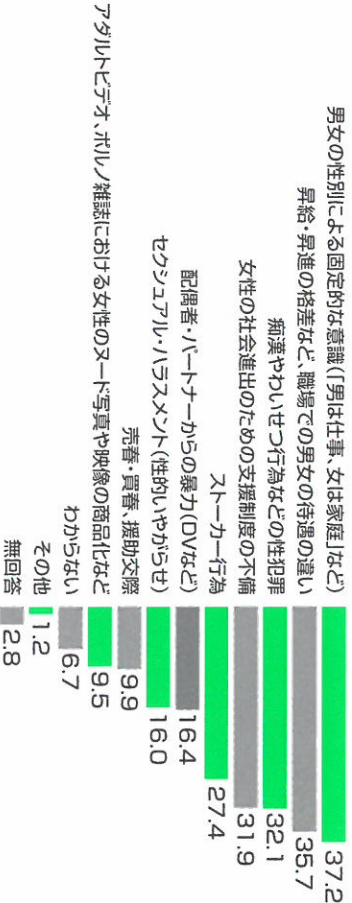 男女の性別による固定的な意識(「男は仕事、女は家庭」など) 37.2
昇給・昇進の格差など、職場での男女の待遇の違い 35.7
痴漢やわいせつ行為などの性犯罪 32.1
女性の社会進出のための支援制度の不備 31.9
ストーカー行為 27.4
配偶者・パートナーからの暴力(DVなど) 16.4
セクシュアル・ハラスメント(性的いやがらせ) 16.0
売春・買春、援助交際 9.9
アダルトビデオ、ポルノ雑誌における女性のヌード写真や映像の商品化など 9.5
わからない 6.7
その他 1.2
無回答 2.8